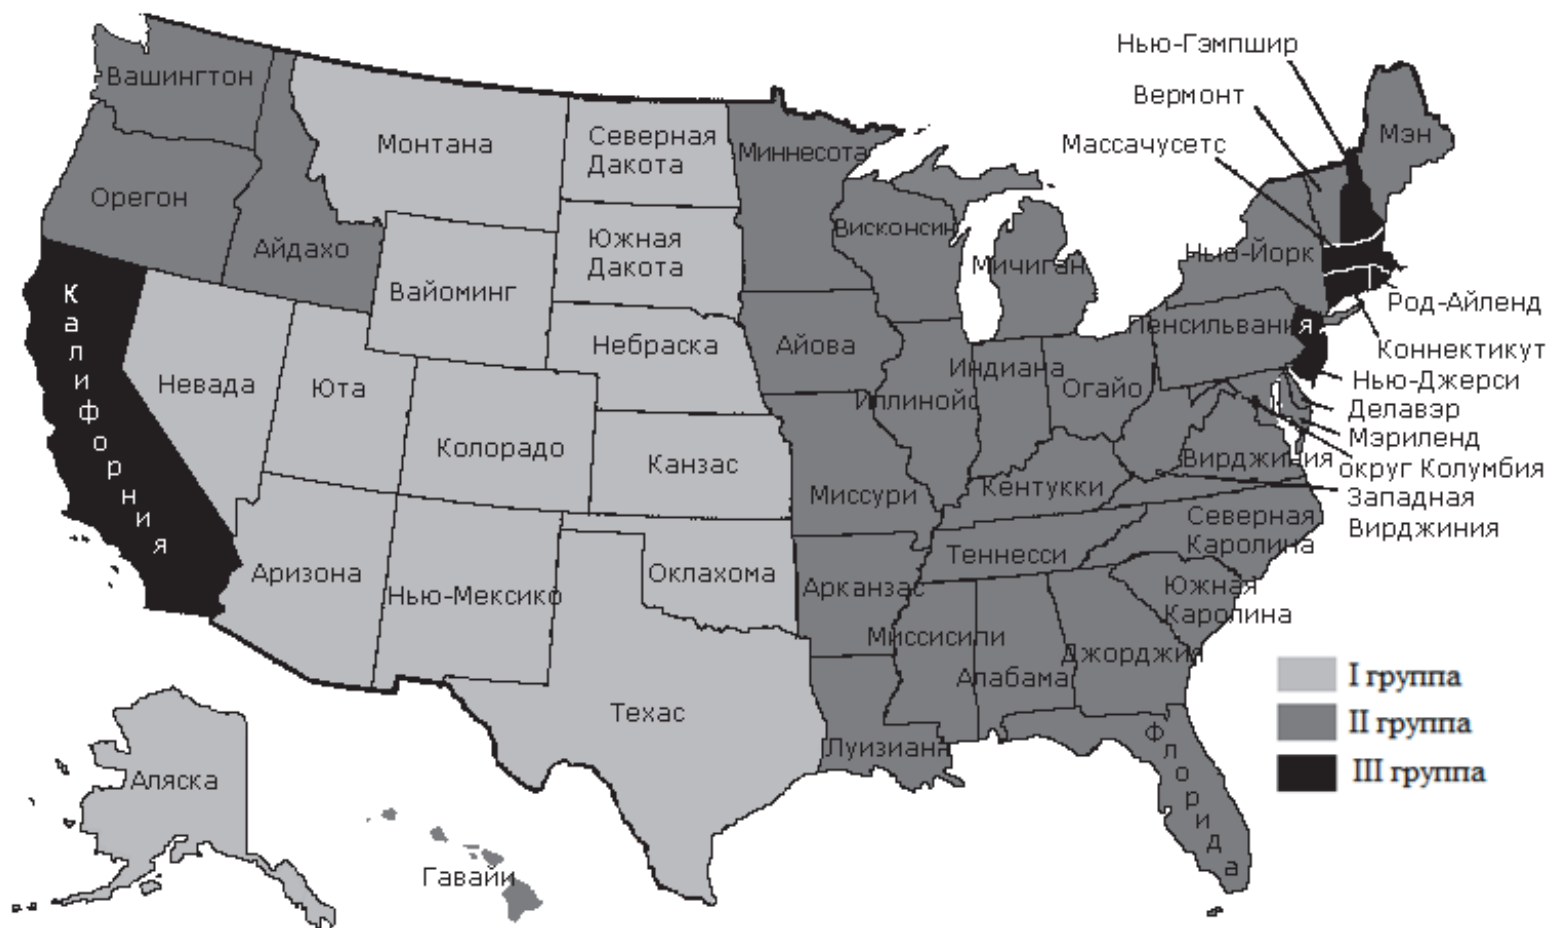 Нью-Гэмпшир
Вермонт
Массачусетс
Вашингтон
Монтана
Северная
Дакота
Миннесота
Мэн
Орегон
Айдахо
Южная
Дакота
Висконсин
Мичиган
Нью-Йорк
Вайоминг
Род-Айленд
Калифорния
Небраска
Айова
Пенсильвания
Коннектикут
Невада
Юта
Индиана
Огайо
Нью-Джерси
Иллинойс
Делавэр
Мэриленд
Колорадо
Канзас
Вирджиния
округ Колумбия
Миссури
Кентукки
Западная
Вирджиния
Северная
Каролина
Теннесси
Аризона
Нью-Мексико
Оклахома
Арканзас
Южная
Каролина
Миссисипи
Алабама
Джорджия
Техас
Луизиана
Флорида
Аляска
Гавайи
I группа
II группа
III группа